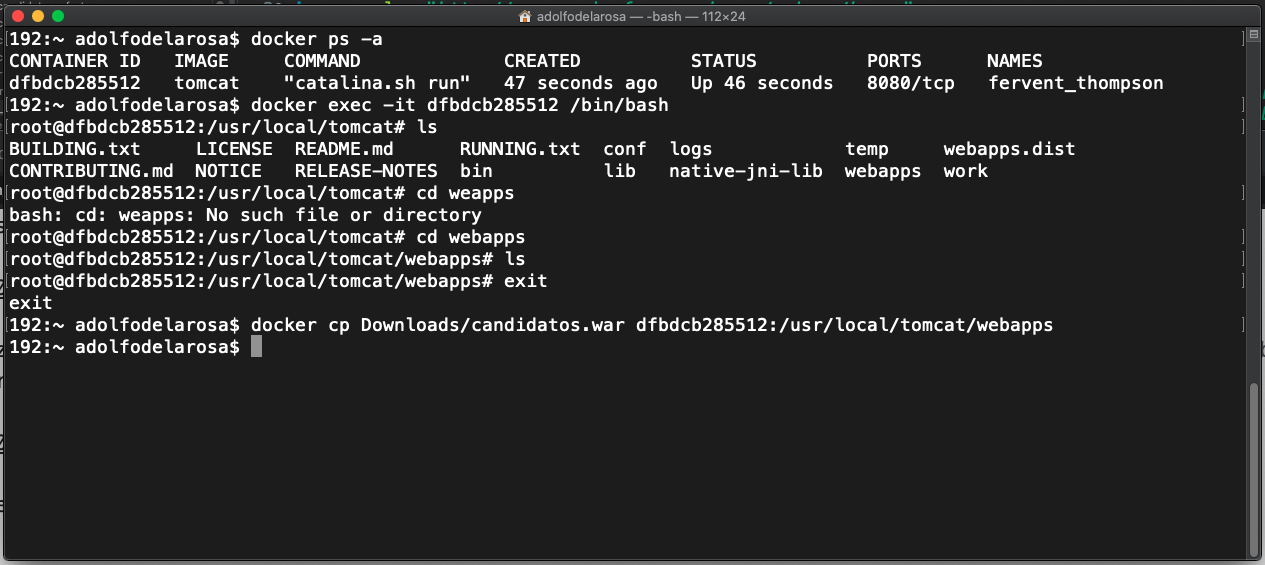 adolfodelarosa — -bash — 112×24
[192:~ adolfodelarosa$ docker ps -a ]
CONTAINER ID IMAGE COMMAND CREATED STATUS PORTS NAMES
dfbdcb285512 tomcat "catalina.sh run" 47 seconds ago Up 46 seconds 8080/tcp fervent_thompson
[192:~ adolfodelarosa$ docker exec -it dfbdcb285512 /bin/bash ]
[root@dfbdcb285512:/usr/local/tomcat# ls ]
BUILDING.txt LICENSE README.md RUNNING.txt conf logs temp webapps.dist
CONTRIBUTING.md NOTICE RELEASE-NOTES bin lib native-jni-lib webapps work
[root@dfbdcb285512:/usr/local/tomcat# cd weapps ]
bash: cd: weapps: No such file or directory
[root@dfbdcb285512:/usr/local/tomcat# cd webapps ]
[root@dfbdcb285512:/usr/local/tomcat/webapps# ls ]
[root@dfbdcb285512:/usr/local/tomcat/webapps# exit ]
exit
[192:~ adolfodelarosa$ docker cp Downloads/candidatos.war dfbdcb285512:/usr/local/tomcat/webapps ]
192:~ adolfodelarosa$